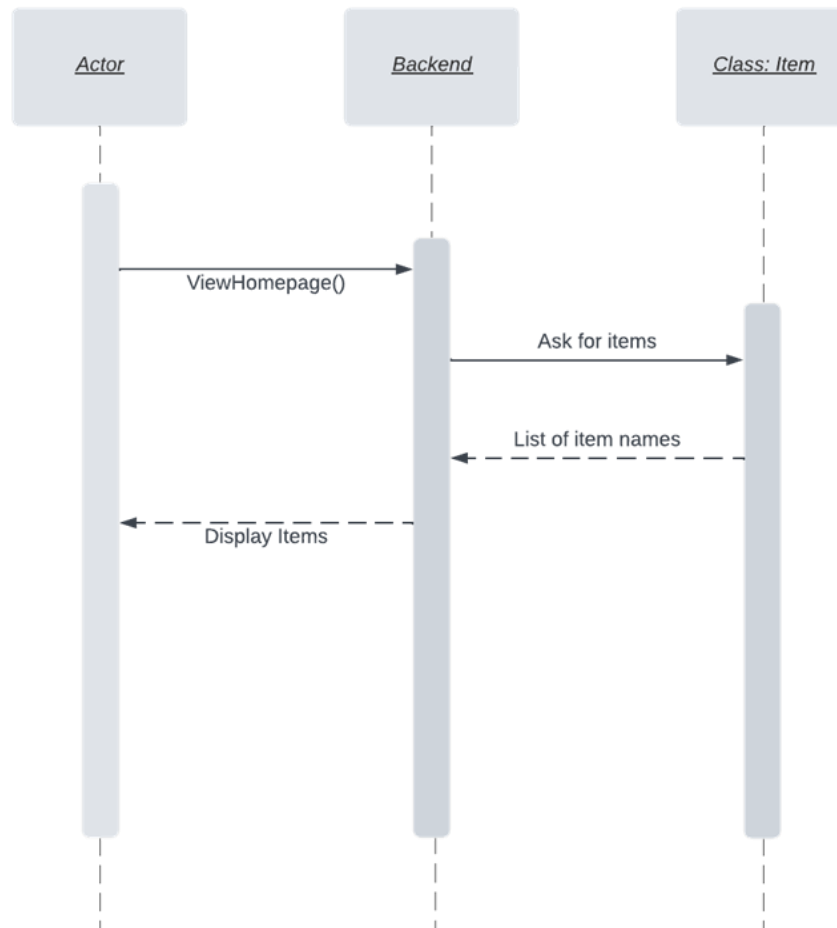 Actor
Backend
Class: Item
ViewHomepage()
Ask for items
List of item names
Display Items